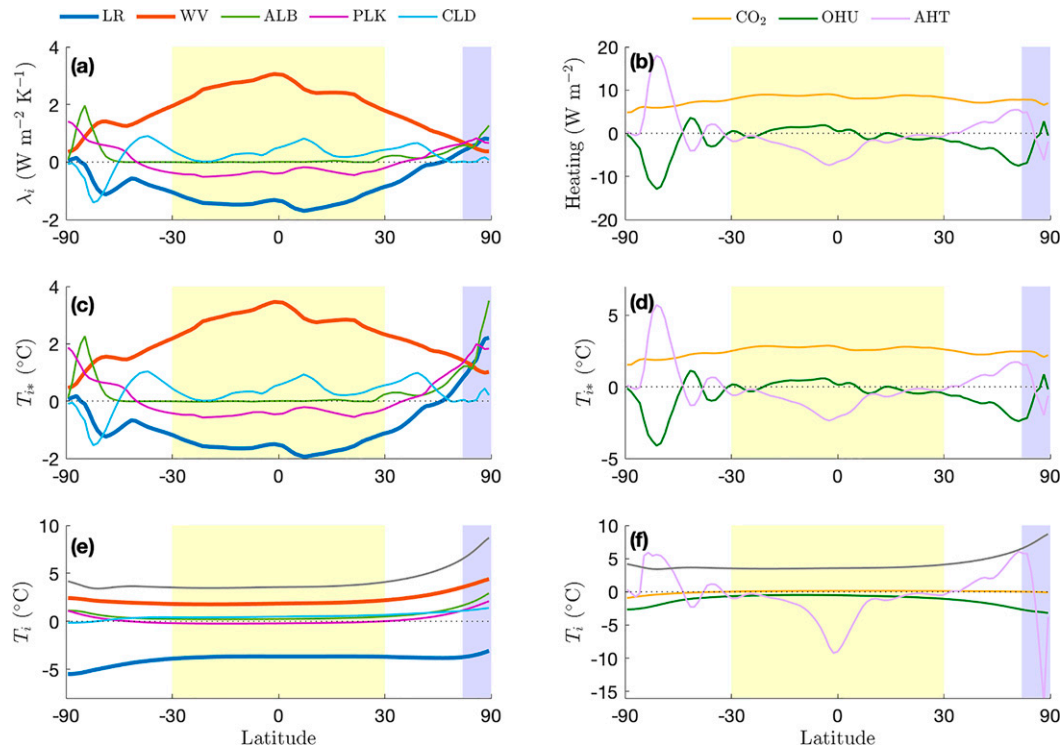 LR WV ALB PLK CLD
CO₂ OHU AHT
(a)
λᵢ (W m⁻² K⁻¹)
4
2
0
-2
-90 -30 0 30 90
(b)
Heating (W m⁻²)
20
10
0
-10
-20
-90 -30 0 30 90
(c)
Tᵢ* (°C)
4
2
0
-2
-90 -30 0 30 90
(d)
Tᵢ* (°C)
5
0
-5
-90 -30 0 30 90
(e)
Tᵢ (°C)
10
5
0
-5
-90 -30 0 30 90
Latitude
(f)
Tᵢ (°C)
10
5
0
-5
-10
-15
-90 -30 0 30 90
Latitude